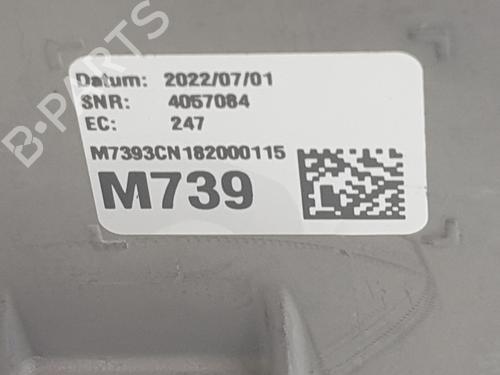 Datum: 2022/07/01
SNR: 4057084
EC: 247
M7393CN182000115
M739
B-PARTS